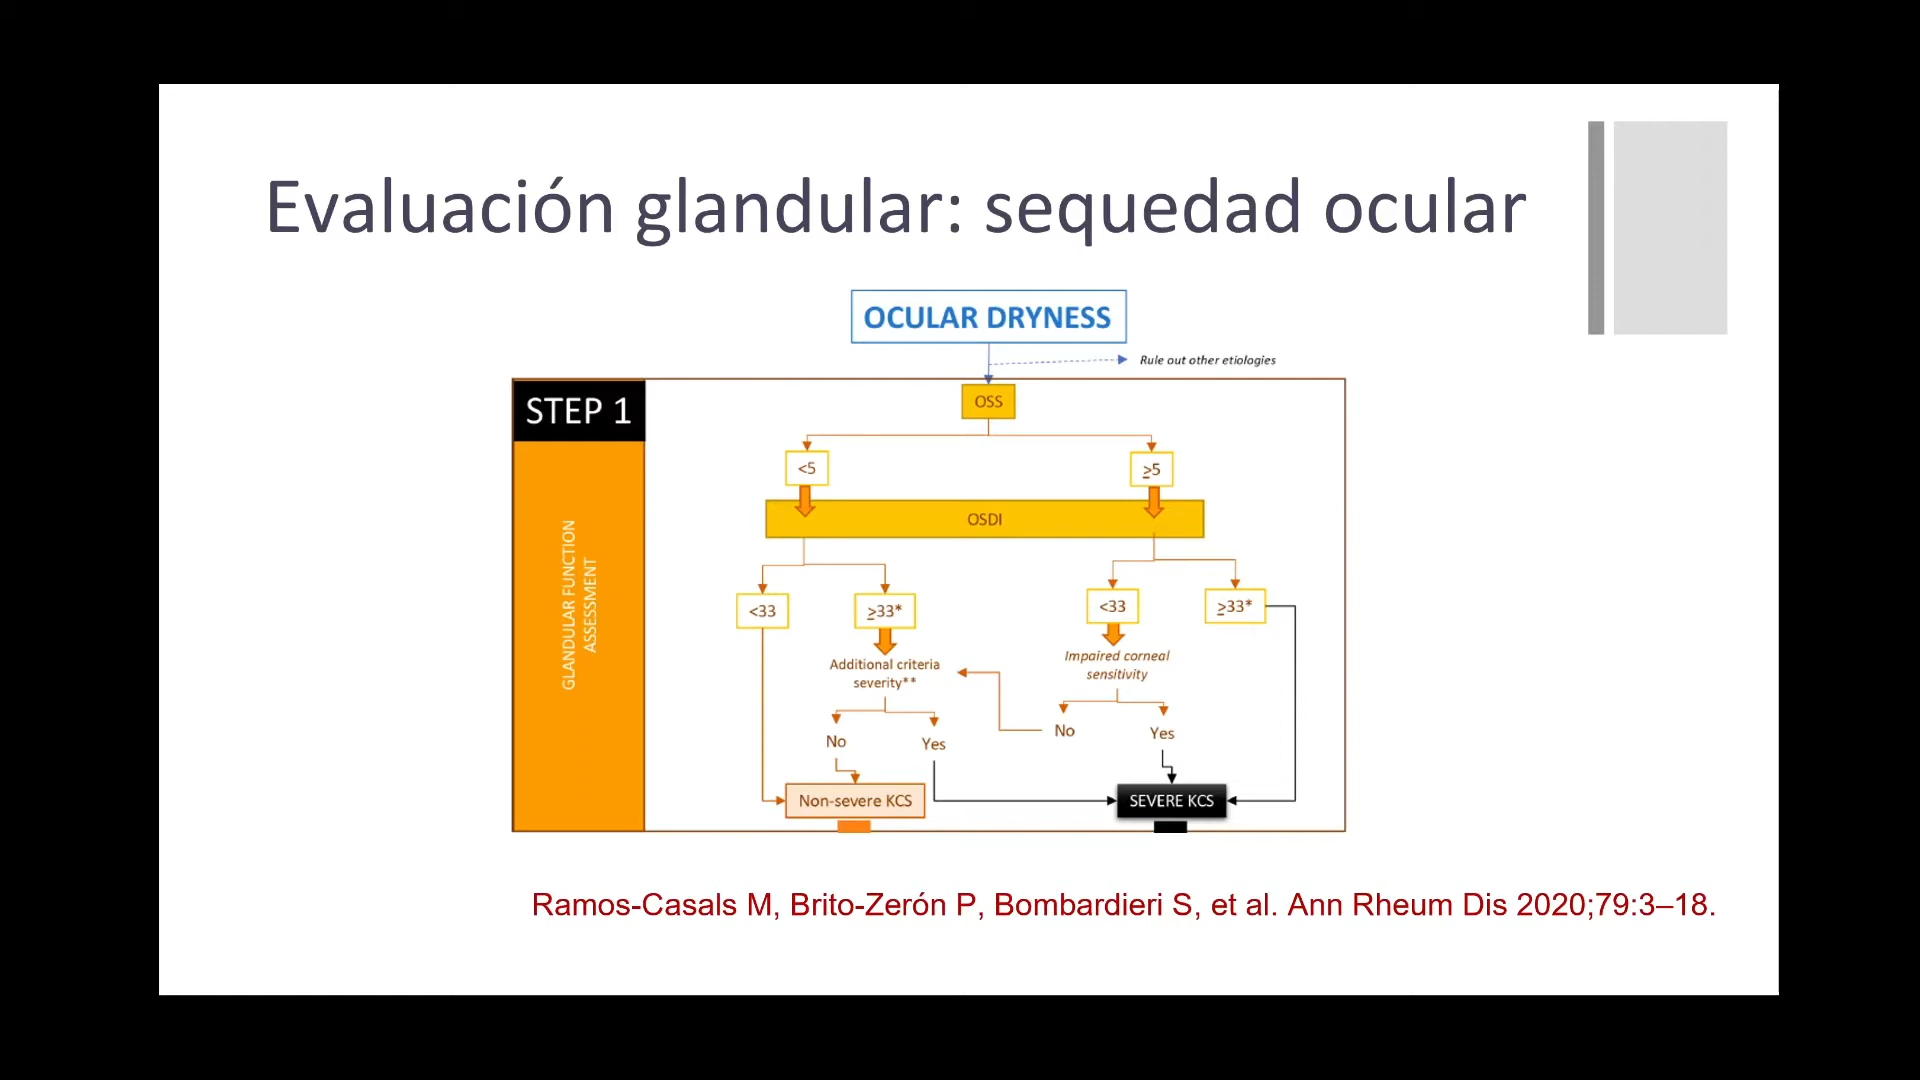 Evaluación glandular: sequedad ocular
OCULAR DRYNESS
Rule out other etiologies
STEP 1
GLANDULAR FUNCTION
ASSESSMENT
OSS
<5
≥5
OSDI
<33
≥33*
<33
≥33*
Additional criteria
severity**
Impaired corneal
sensitivity
No
Yes
No
Yes
Non-severe KCS
SEVERE KCS
Ramos-Casals M, Brito-Zerón P, Bombardieri S, et al. Ann Rheum Dis 2020;79:3–18.